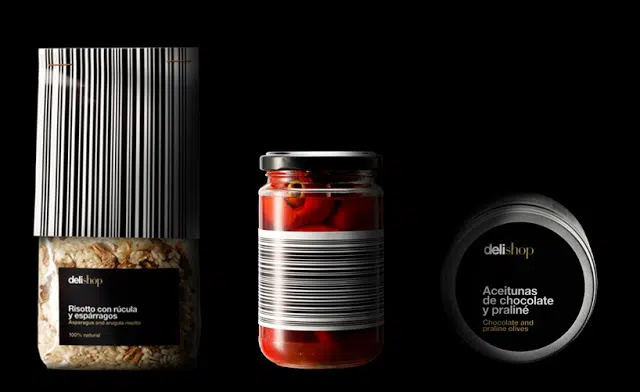 delishop
Risotto con rúcula
y espárragos
Asparagus and arugula risotto
100% natural
delishop
Aceitunas
de chocolate
y praliné
Chocolate and
praline olives